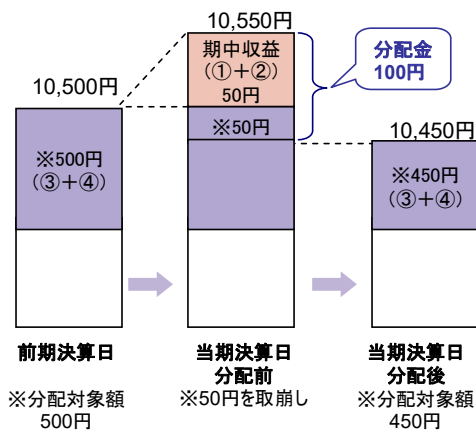 10,550円
期中収益
(①+②)
50円
分配金
100円
10,500円
※50円
10,450円
※500円
(③+④)
※450円
(③+④)
前期決算日
当期決算日
分配前
当期決算日
分配後
※分配対象額
500円
※50円を取崩し
※分配対象額
450円